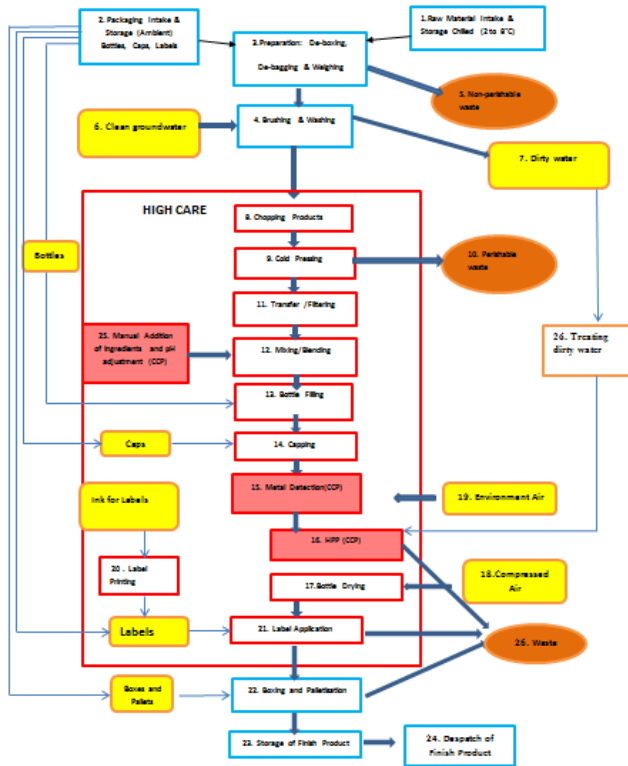 2. Packaging Intake &
Storage (Ambient)
Bottles, Caps, Labels
1.Raw Material Intake &
Storage Chilled (2 to 8°C)
3.Preparation: De-boxing,
De-bagging & Weighing
5. Non-perishable
waste
6. Clean groundwater
4. Brushing & Washing
7. Dirty water
HIGH CARE
8. Chopping Products
Bottles
9. Cold Pressing
10. Perishable
waste
11. Transfer /Filtering
25. Manual Addition
of Ingredients and pH
adjustment (CCP)
12. Mixing/Blending
26. Treating
dirty water
13. Bottle Filling
Caps
14. Capping
15. Metal Detection(CCP)
Ink for Labels
19. Environment Air
16. HPP (CCP)
20 . Label
Printing
17.Bottle Drying
18.Compressed
Air
Labels
21. Label Application
26. Waste
Boxes and
Pallets
22. Boxing and Palletisation
23. Storage of Finish Product
24. Despatch of
Finish Product